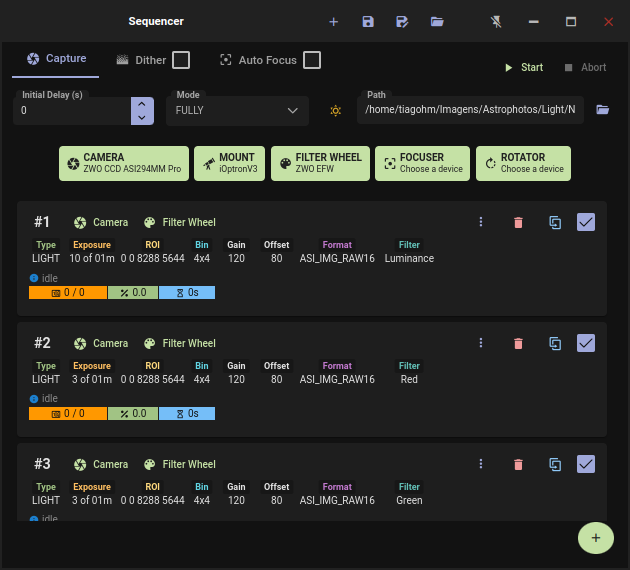 Sequencer
Capture Dither Auto Focus Start Abort
Initial Delay (s) Mode Path
0 FULLY /home/tiagohm/Imagens/Astrophotos/Light/N
CAMERA MOUNT FILTER WHEEL FOCUSER ROTATOR
ZWO CCD ASI294MM Pro iOptronV3 ZWO EFW Choose a device Choose a device
#1 Camera Filter Wheel
Type Exposure ROI Bin Gain Offset Format Filter
LIGHT 10 of 01m 0 0 8288 5644 4x4 120 80 ASI_IMG_RAW16 Luminance
idle
0 / 0 0.0 0s
#2 Camera Filter Wheel
Type Exposure ROI Bin Gain Offset Format Filter
LIGHT 3 of 01m 0 0 8288 5644 4x4 120 80 ASI_IMG_RAW16 Red
idle
0 / 0 0.0 0s
#3 Camera Filter Wheel
Type Exposure ROI Bin Gain Offset Format Filter
LIGHT 3 of 01m 0 0 8288 5644 4x4 120 80 ASI_IMG_RAW16 Green
idle